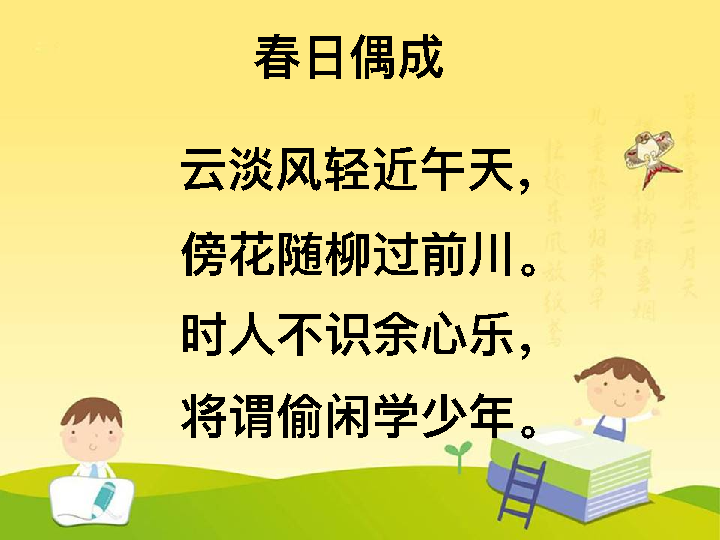 春日偶成
云淡风轻近午天，
傍花随柳过前川。
时人不识余心乐，
将谓偷闲学少年。